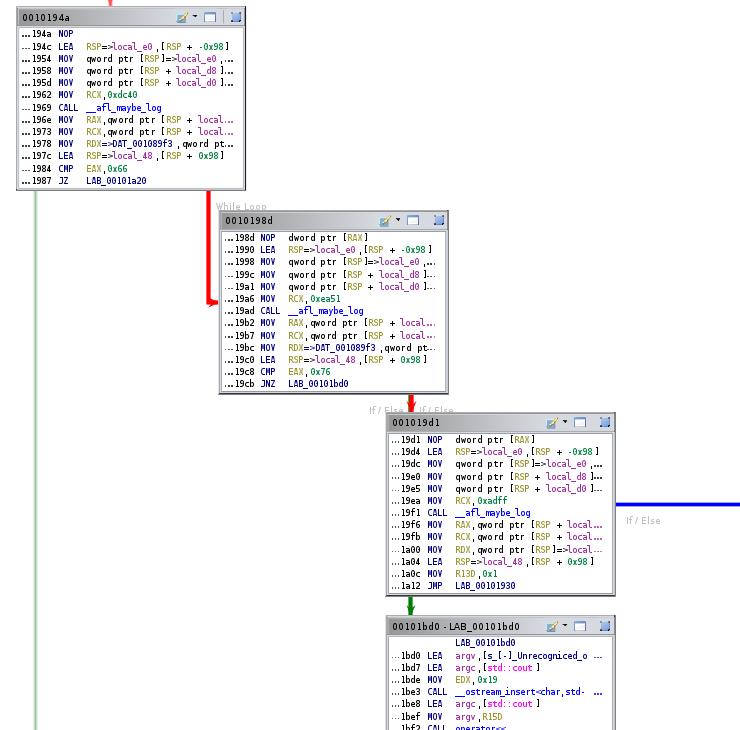 0010194a
...194a NOP
...194c LEA RSP=>local_e0,[RSP + -0x98]
...1954 MOV qword ptr [RSP]=>local_e0,...
...1958 MOV qword ptr [RSP + local_d8]...
...195d MOV qword ptr [RSP + local_d0]...
...1962 MOV RCX,0xdc40
...1969 CALL __afl_maybe_log
...196e MOV RAX,qword ptr [RSP + local...
...1973 MOV RCX,qword ptr [RSP + local...
...1978 MOV RDX=>DAT_001089f3,qword pt...
...197c LEA RSP=>local_48,[RSP + 0x98]
...1984 CMP EAX,0x66
...1987 JZ LAB_00101a20
While Loop
0010198d
...198d NOP dword ptr [RAX]
...1990 LEA RSP=>local_e0,[RSP + -0x98]
...1998 MOV qword ptr [RSP]=>local_e0,...
...199c MOV qword ptr [RSP + local_d8]...
...19a1 MOV qword ptr [RSP + local_d0]...
...19a6 MOV RCX,0xea51
...19ad CALL __afl_maybe_log
...19b2 MOV RAX,qword ptr [RSP + local...
...19b7 MOV RCX,qword ptr [RSP + local...
...19bc MOV RDX=>DAT_001089f3,qword pt...
...19c0 LEA RSP=>local_48,[RSP + 0x98]
...19c8 CMP EAX,0x76
...19cb JNZ LAB_00101bd0
If / Else If / Else
001019d1
...19d1 NOP dword ptr [RAX]
...19d4 LEA RSP=>local_e0,[RSP + -0x98]
...19dc MOV qword ptr [RSP]=>local_e0,...
...19e0 MOV qword ptr [RSP + local_d8]...
...19e5 MOV qword ptr [RSP + local_d0]...
...19ea MOV RCX,0xadff
...19f1 CALL __afl_maybe_log
...19f6 MOV RAX,qword ptr [RSP + local...
...19fb MOV RCX,qword ptr [RSP + local...
...1a00 MOV RDX,qword ptr [RSP]=>local...
...1a04 LEA RSP=>local_48,[RSP + 0x98]
...1a0c MOV R13D,0x1
...1a12 JMP LAB_00101930
If / Else
00101bd0 - LAB_00101bd0
LAB_00101bd0
...1bd0 LEA argv,[s_[-]_Unrecogniced_o ...
...1bd7 LEA argc,[std::cout]
...1bde MOV EDX,0x19
...1be3 CALL __ostream_insert<char,std- ...
...1be8 LEA argc,[std::cout]
...1bef MOV argv,R15D
...1bf2 CALL operator<<